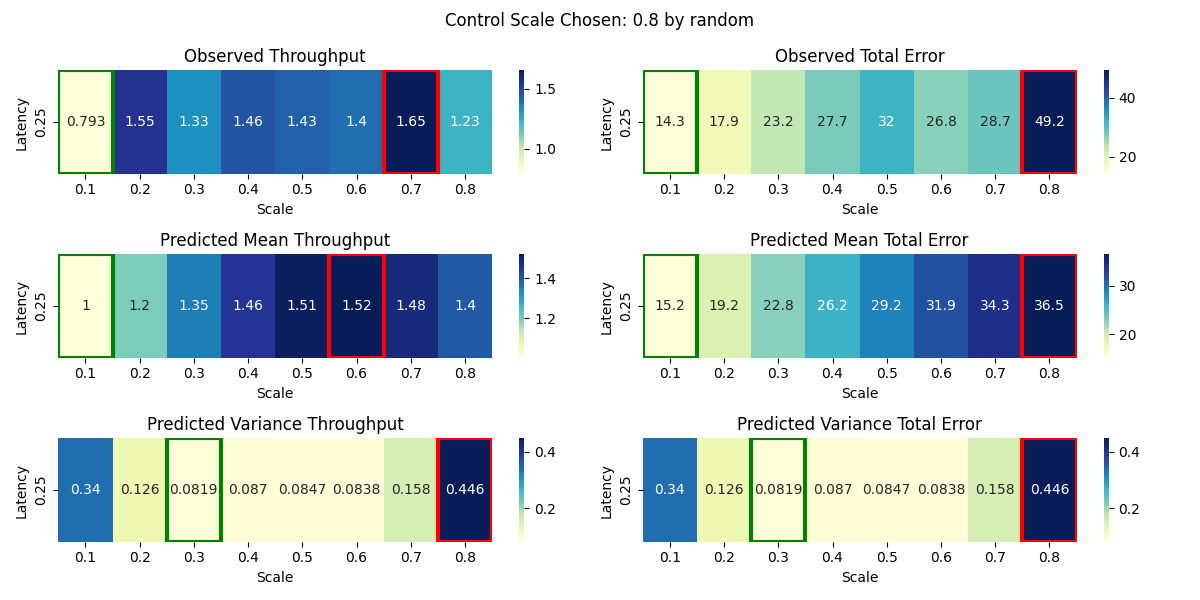 Control Scale Chosen: 0.8 by random
Observed Throughput
Latency
0.25
0.793 1.55 1.33 1.46 1.43 1.4 1.65 1.23
0.1 0.2 0.3 0.4 0.5 0.6 0.7 0.8
Scale
1.5
1.0
Observed Total Error
Latency
0.25
14.3 17.9 23.2 27.7 32 26.8 28.7 49.2
0.1 0.2 0.3 0.4 0.5 0.6 0.7 0.8
Scale
40
20
Predicted Mean Throughput
Latency
0.25
1 1.2 1.35 1.46 1.51 1.52 1.48 1.4
0.1 0.2 0.3 0.4 0.5 0.6 0.7 0.8
Scale
1.4
1.2
Predicted Mean Total Error
Latency
0.25
15.2 19.2 22.8 26.2 29.2 31.9 34.3 36.5
0.1 0.2 0.3 0.4 0.5 0.6 0.7 0.8
Scale
30
20
Predicted Variance Throughput
Latency
0.25
0.34 0.126 0.0819 0.087 0.0847 0.0838 0.158 0.446
0.1 0.2 0.3 0.4 0.5 0.6 0.7 0.8
Scale
0.4
0.2
Predicted Variance Total Error
Latency
0.25
0.34 0.126 0.0819 0.087 0.0847 0.0838 0.158 0.446
0.1 0.2 0.3 0.4 0.5 0.6 0.7 0.8
Scale
0.4
0.2